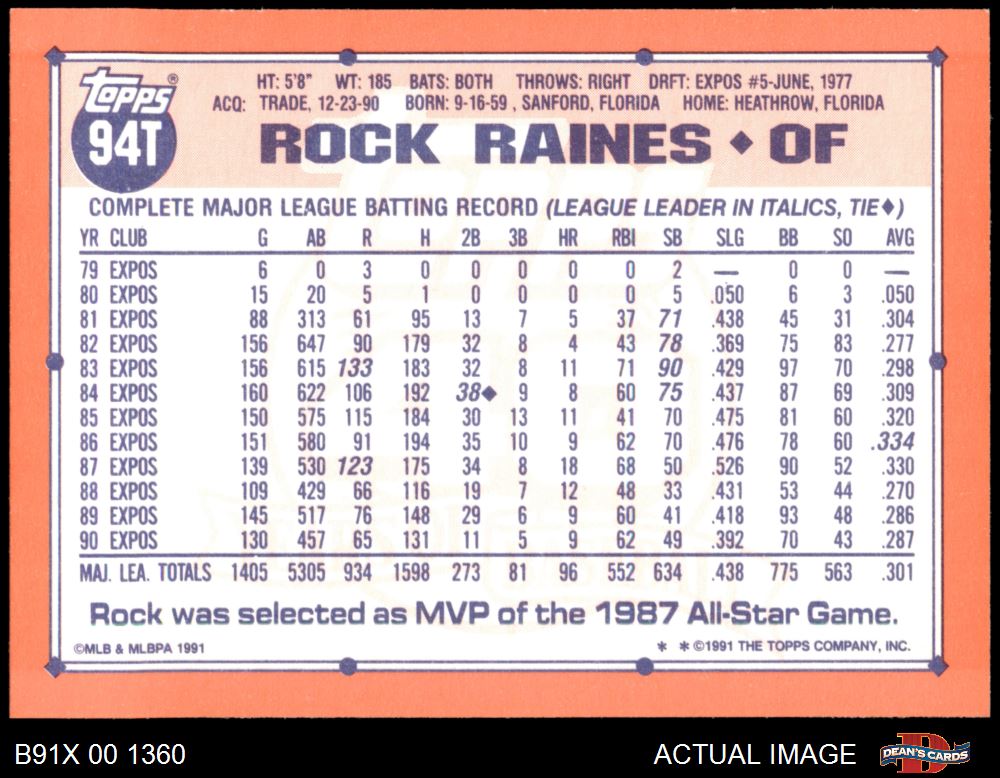 topps®
94T
HT: 5'8" WT: 185 BATS: BOTH THROWS: RIGHT DRFT: EXPOS #5-JUNE, 1977
ACQ: TRADE, 12-23-90 BORN: 9-16-59 , SANFORD, FLORIDA HOME: HEATHROW, FLORIDA
ROCK RAINES ◆ OF
COMPLETE MAJOR LEAGUE BATTING RECORD (LEAGUE LEADER IN ITALICS, TIE◆)
YR CLUB G AB R H 2B 3B HR RBI SB SLG BB SO AVG
79 EXPOS 6 0 3 0 0 0 0 0 2 — 0 0 —
80 EXPOS 15 20 5 1 0 0 0 0 5 .050 6 3 .050
81 EXPOS 88 313 61 95 13 7 5 37 71 .438 45 31 .304
82 EXPOS 156 647 90 179 32 8 4 43 78 .369 75 83 .277
83 EXPOS 156 615 133 183 32 8 11 71 90 .429 97 70 .298
84 EXPOS 160 622 106 192 38◆ 9 8 60 75 .437 87 69 .309
85 EXPOS 150 575 115 184 30 13 11 41 70 .475 81 60 .320
86 EXPOS 151 580 91 194 35 10 9 62 70 .476 78 60 .334
87 EXPOS 139 530 123 175 34 8 18 68 50 .526 90 52 .330
88 EXPOS 109 429 66 116 19 7 12 48 33 .431 53 44 .270
89 EXPOS 145 517 76 148 29 6 9 60 41 .418 93 48 .286
90 EXPOS 130 457 65 131 11 5 9 62 49 .392 70 43 .287
MAJ. LEA. TOTALS 1405 5305 934 1598 273 81 96 552 634 .438 775 563 .301
Rock was selected as MVP of the 1987 All-Star Game.
©MLB & MLBPA 1991 * * ©1991 THE TOPPS COMPANY, INC.
B91X 00 1360 ACTUAL IMAGE DEAN'S CARDS